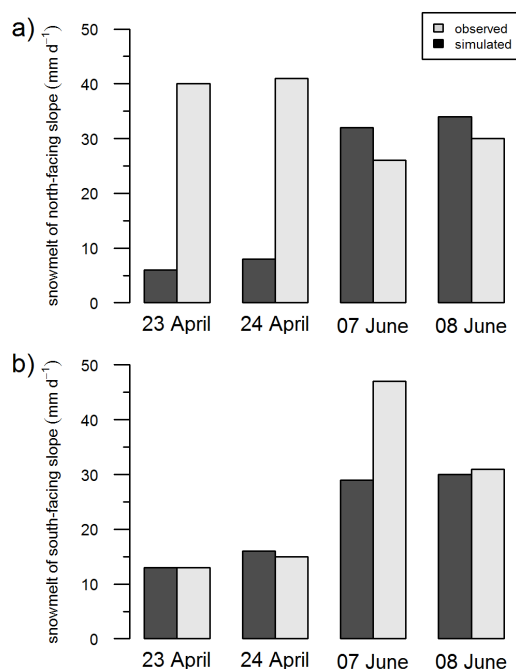 a)
observed
simulated
snowmelt of north-facing slope (mm d⁻¹)
50
40
30
20
10
0
23 April 24 April 07 June 08 June
b)
snowmelt of south-facing slope (mm d⁻¹)
50
40
30
20
10
0
23 April 24 April 07 June 08 June